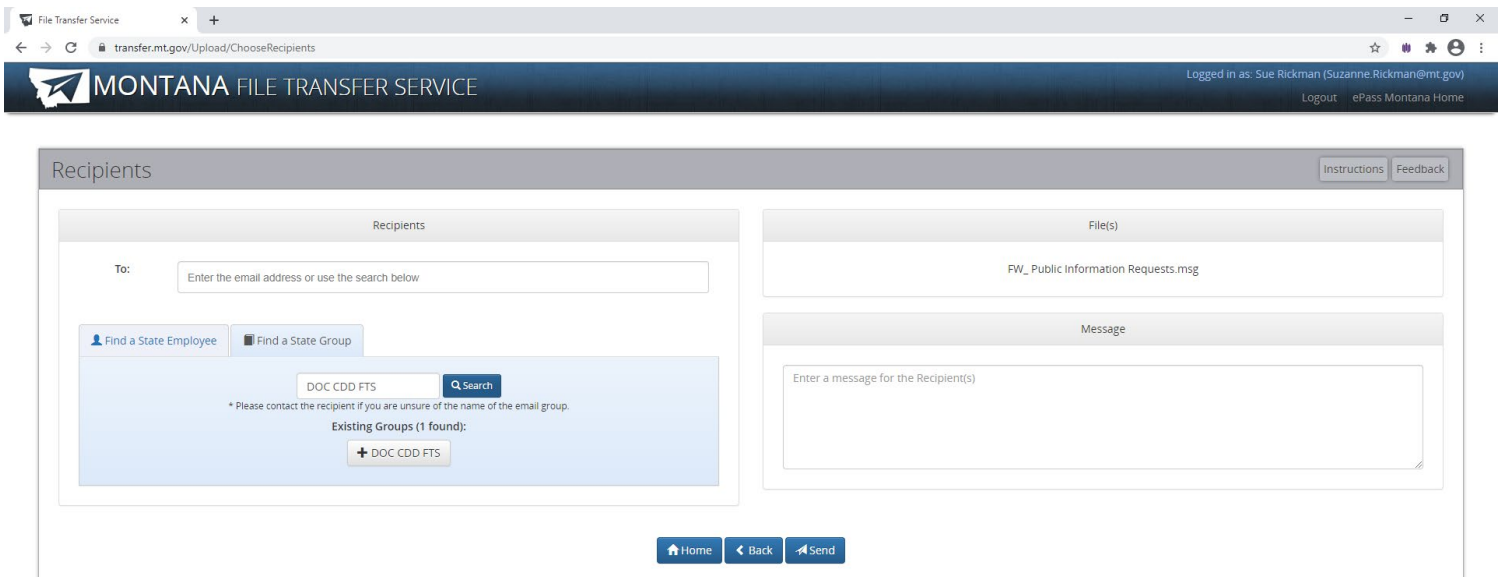 File Transfer Service
transfer.mt.gov/Upload/ChooseRecipients
MONTANA FILE TRANSFER SERVICE
Logged in as: Sue Rickman (Suzanne.Rickman@mt.gov)
Logout ePass Montana Home
Recipients
Instructions Feedback
Recipients
To: Enter the email address or use the search below
Find a State Employee Find a State Group
DOC CDD FTS Search
* Please contact the recipient if you are unsure of the name of the email group.
Existing Groups (1 found):
+ DOC CDD FTS
File(s)
FW_ Public Information Requests.msg
Message
Enter a message for the Recipient(s)
Home Back Send